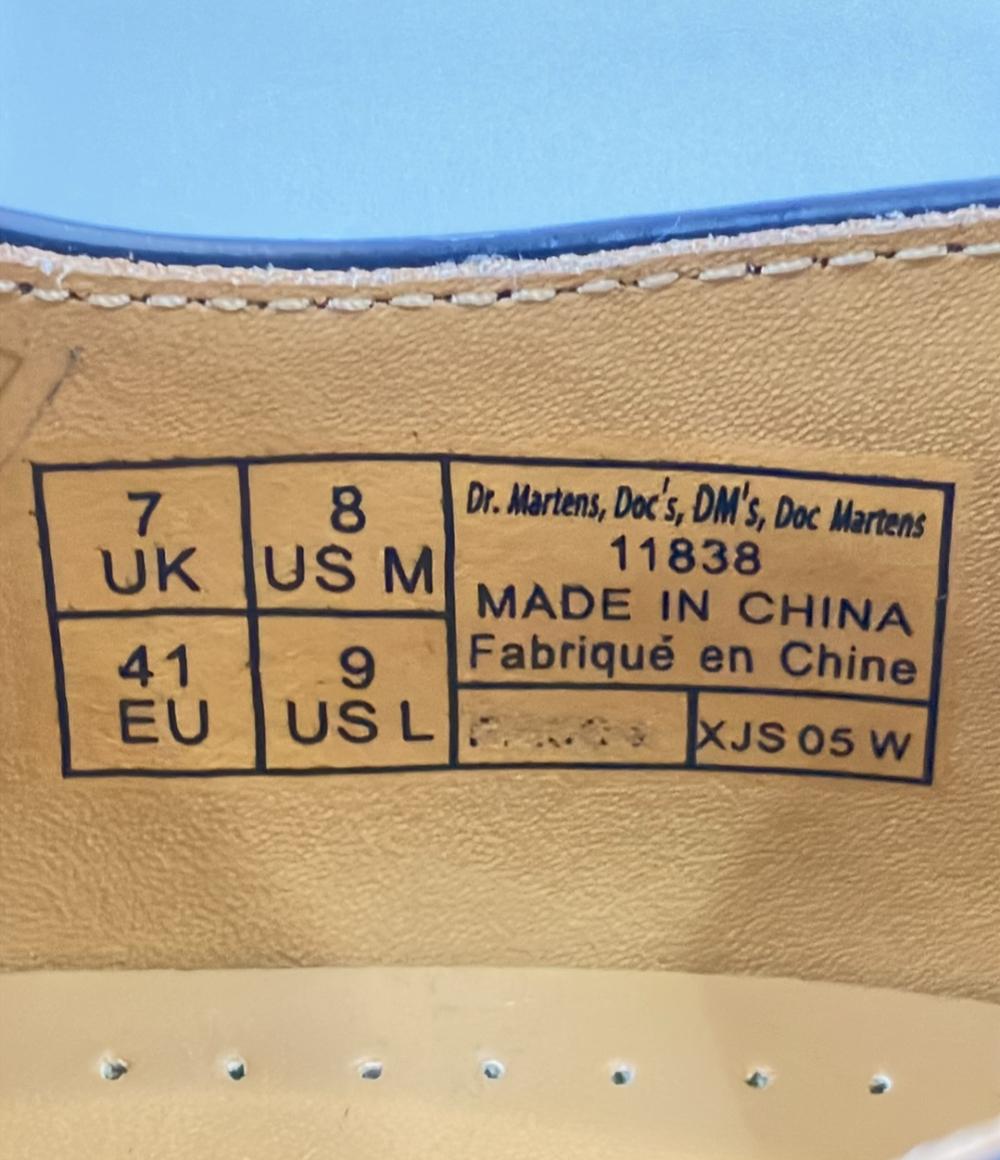 7
UK
8
US M
41
EU
9
US L
Dr. Martens, Doc's, DM's, Doc Martens
11838
MADE IN CHINA
Fabriqué en Chine
XJS 05 W